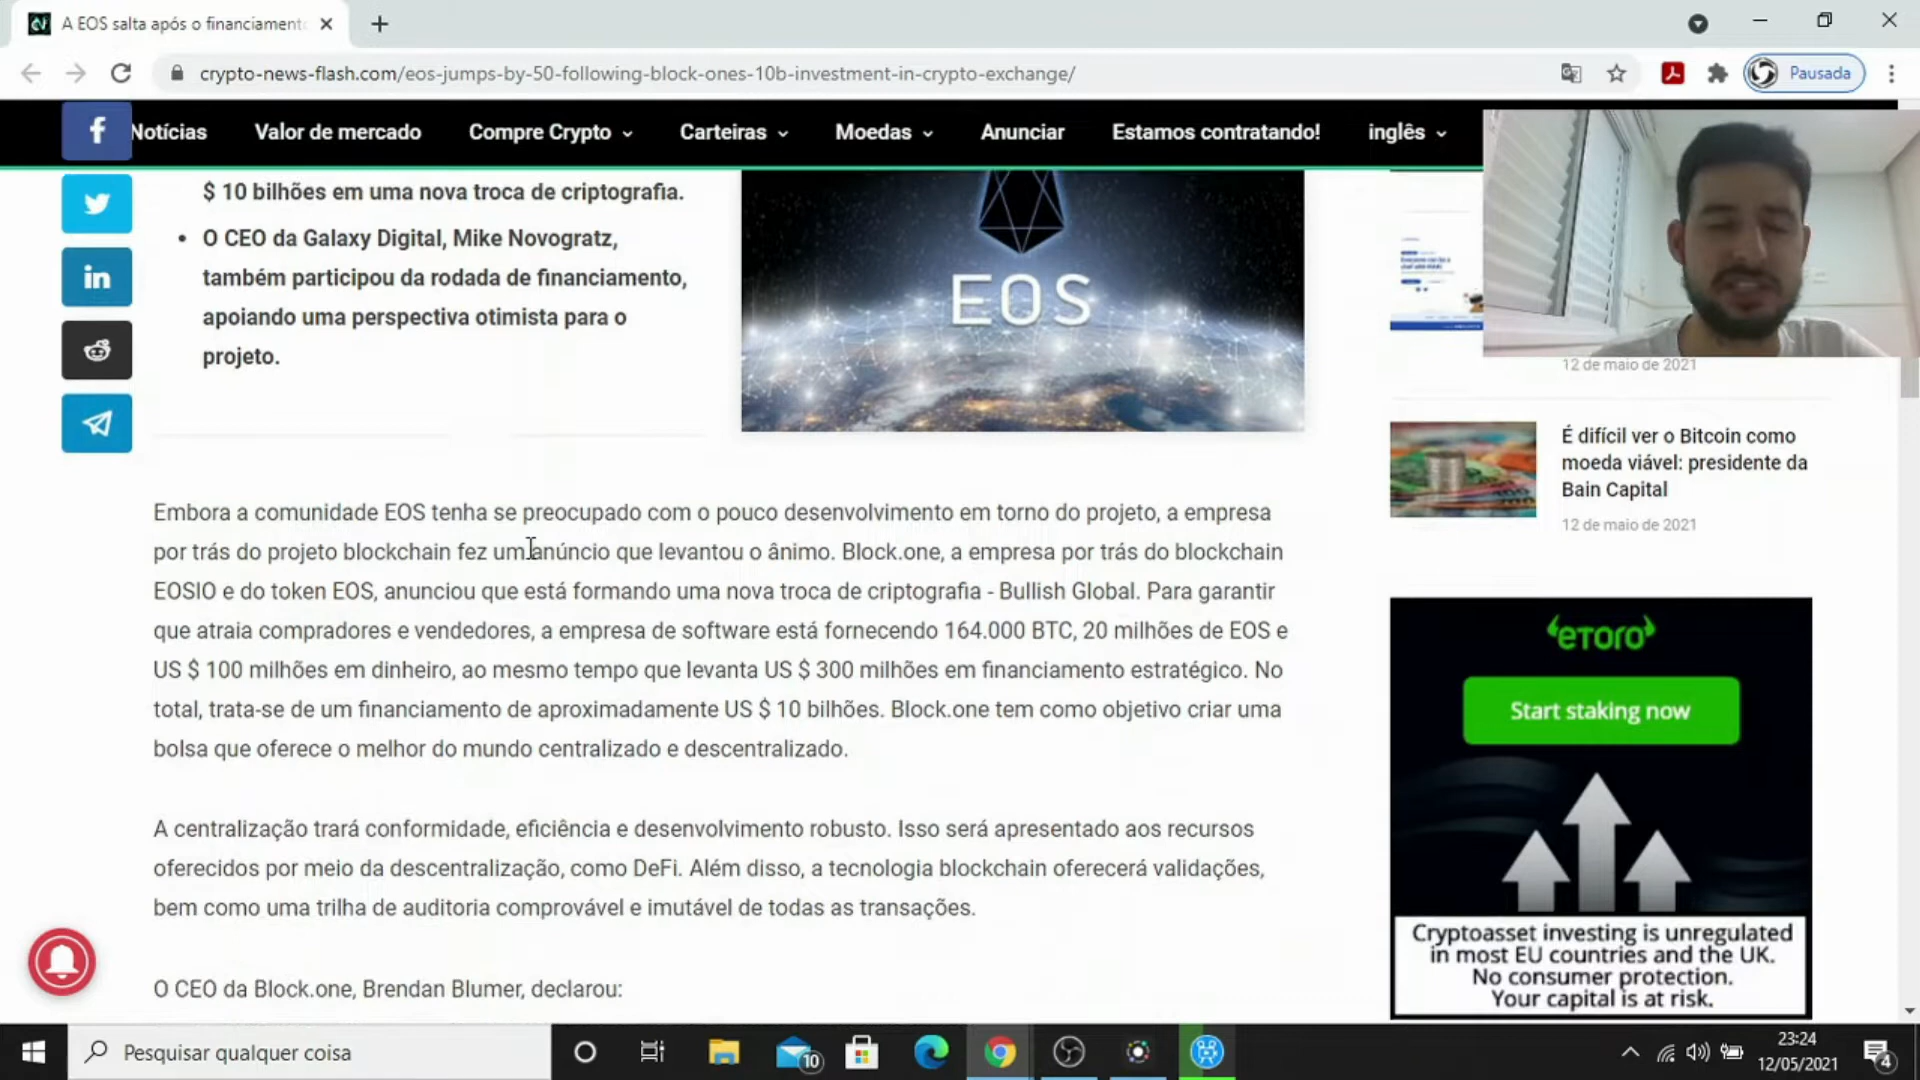 A EOS salta após o financiamento
crypto-news-flash.com/eos-jumps-by-50-following-block-ones-10b-investment-in-crypto-exchange/
Pausada
Notícias
Valor de mercado
Compre Crypto
Carteiras
Moedas
Anunciar
Estamos contratando!
inglês
$ 10 bilhões em uma nova troca de criptografia.
• O CEO da Galaxy Digital, Mike Novogratz,
também participou da rodada de financiamento,
apoiando uma perspectiva otimista para o
projeto.
EOS
12 de maio de 2021
É difícil ver o Bitcoin como
moeda viável: presidente da
Bain Capital
12 de maio de 2021
Embora a comunidade EOS tenha se preocupado com o pouco desenvolvimento em torno do projeto, a empresa
por trás do projeto blockchain fez um anúncio que levantou o ânimo. Block.one, a empresa por trás do blockchain
EOSIO e do token EOS, anunciou que está formando uma nova troca de criptografia - Bullish Global. Para garantir
que atraia compradores e vendedores, a empresa de software está fornecendo 164.000 BTC, 20 milhões de EOS e
US $ 100 milhões em dinheiro, ao mesmo tempo que levanta US $ 300 milhões em financiamento estratégico. No
total, trata-se de um financiamento de aproximadamente US $ 10 bilhões. Block.one tem como objetivo criar uma
bolsa que oferece o melhor do mundo centralizado e descentralizado.
A centralização trará conformidade, eficiência e desenvolvimento robusto. Isso será apresentado aos recursos
oferecidos por meio da descentralização, como DeFi. Além disso, a tecnologia blockchain oferecerá validações,
bem como uma trilha de auditoria comprovável e imutável de todas as transações.
O CEO da Block.one, Brendan Blumer, declarou:
eToro
Start staking now
Cryptoasset investing is unregulated
in most EU countries and the UK.
No consumer protection.
Your capital is at risk.
Pesquisar qualquer coisa
10
23:24
12/05/2021
4